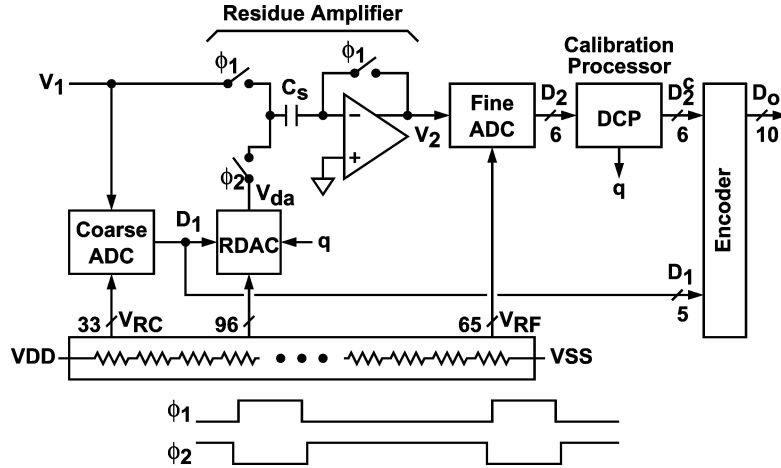 Residue Amplifier
ϕ1
V1
ϕ1
Cs
Calibration
Processor
−
+
V2
Fine
ADC
D2
6
DCP
D2c
6
Do
10
q
ϕ2
Vda
Coarse
ADC
D1
RDAC
q
Encoder
D1
5
33
VRC
96
65
VRF
VDD
VSS
ϕ1
ϕ2